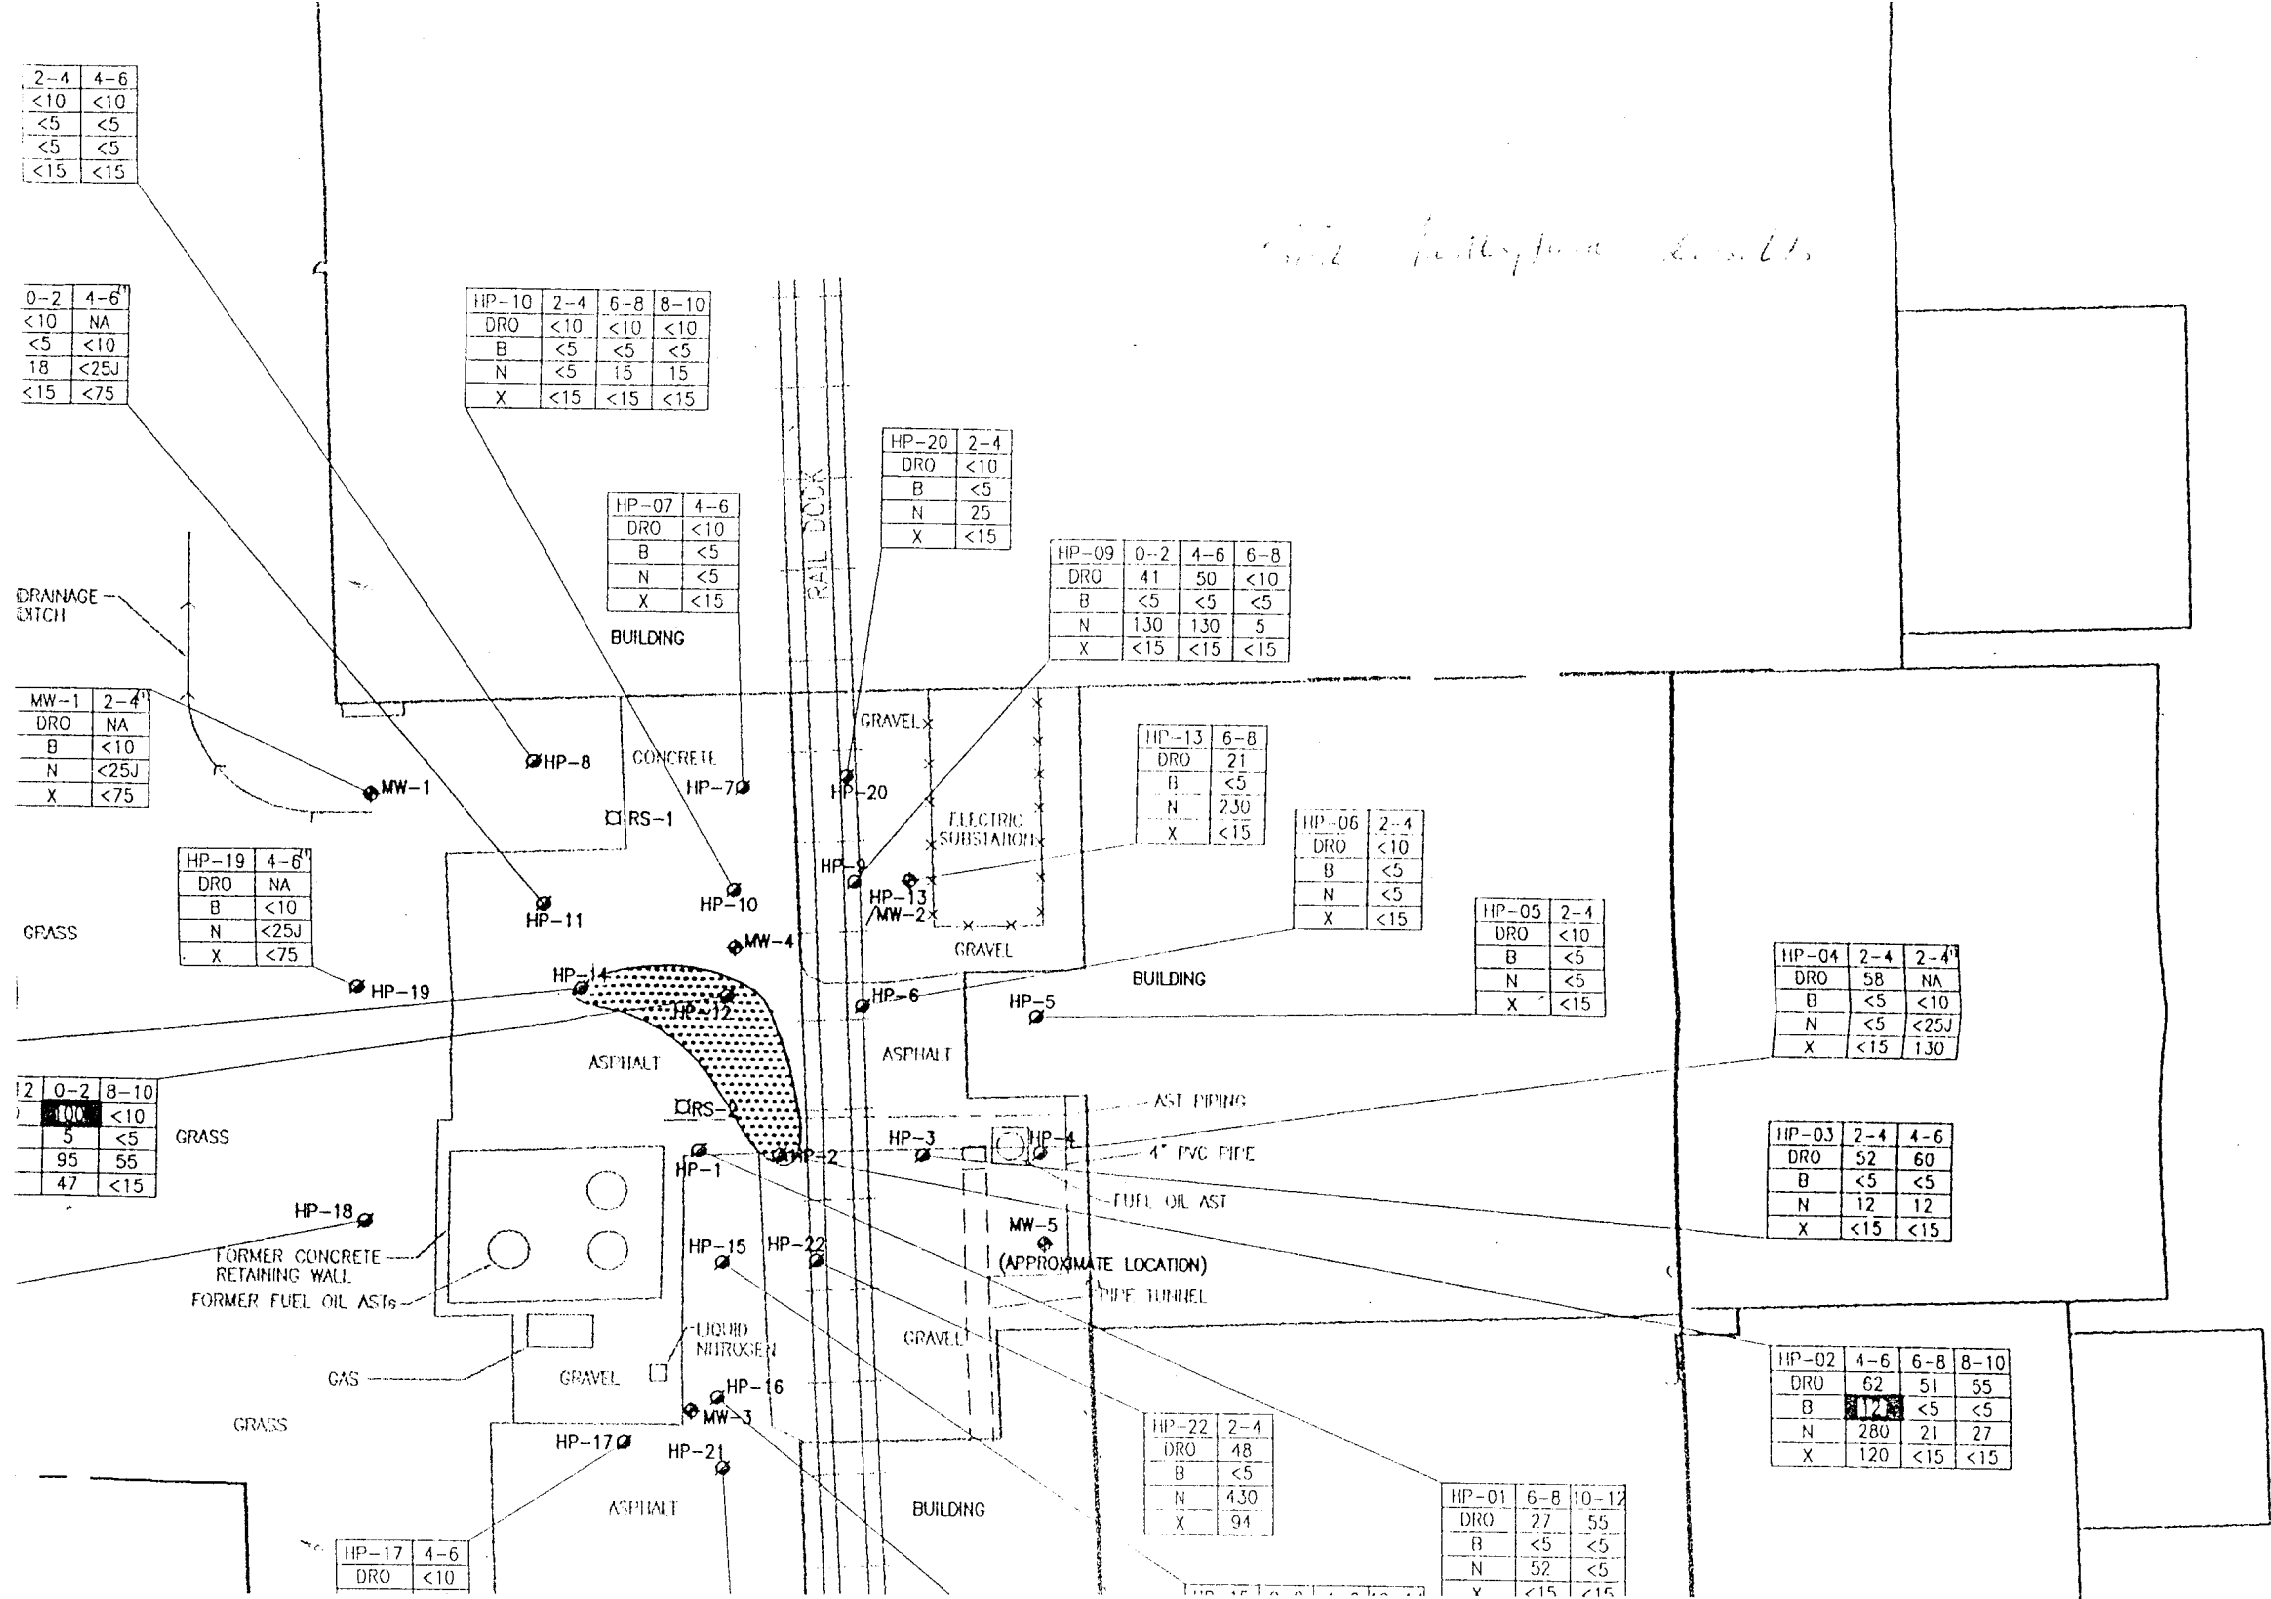 2-4 4-6
<10 <10
<5 <5
<5 <5
<15 <15
0-2 4-6(1)
<10 NA
<5 <10
18 <25J
<15 <75
HP-10 2-4 6-8 8-10
DRO <10 <10 <10
B <5 <5 <5
N <5 15 15
X <15 <15 <15
HP-20 2-4
DRO <10
B <5
N 25
X <15
HP-07 4-6
DRO <10
B <5
N <5
X <15
RAIL DOCK
HP-09 0-2 4-6 6-8
DRO 41 50 <10
B <5 <5 <5
N 130 130 5
X <15 <15 <15
DRAINAGE
DITCH
BUILDING
MW-1 2-4(1)
DRO NA
B <10
N <25J
X <75
GRAVEL
CONCRETE
HP-8
HP-7
HP-20
MW-1
RS-1
ELECTRIC
SUBSTATION
HP-13 6-8
DRO 21
B <5
N 230
X <15
HP-06 2-4
DRO <10
B <5
N <5
X <15
HP-19 4-6(1)
DRO NA
B <10
N <25J
X <75
HP-9
HP-13
/MW-2
HP-10
HP-11
GRASS
MW-4
GRAVEL
HP-05 2-4
DRO <10
B <5
N <5
X <15
HP-04 2-4 2-4(1)
DRO 58 NA
B <5 <10
N <5 <25J
X <15 130
BUILDING
HP-14
HP-19
HP-12
HP-6
HP-5
ASPHALT
ASPHALT
12 0-2 8-10
100 <10
5 <5
95 55
47 <15
GRASS
RS-2
AST PIPING
HP-1
HP-2
HP-3
HP-4
4" PVC PIPE
FUEL OIL AST
HP-03 2-4 4-6
DRO 52 60
B <5 <5
N 12 12
X <15 <15
HP-18
MW-5
(APPROXIMATE LOCATION)
HP-15
HP-22
FORMER CONCRETE
RETAINING WALL
FORMER FUEL OIL ASTs
PIPE TUNNEL
LIQUID
NITROGEN
GRAVEL
GAS
GRAVEL
HP-16
MW-3
GRASS
HP-17
HP-21
HP-02 4-6 6-8 8-10
DRO 62 51 55
B 12 <5 <5
N 280 21 27
X 120 <15 <15
HP-22 2-4
DRO 48
B <5
N 430
X 94
HP-01 6-8 10-12
DRO 27 55
B <5 <5
N 52 <5
X <15 <15
ASPHALT
BUILDING
HP-17 4-6
DRO <10